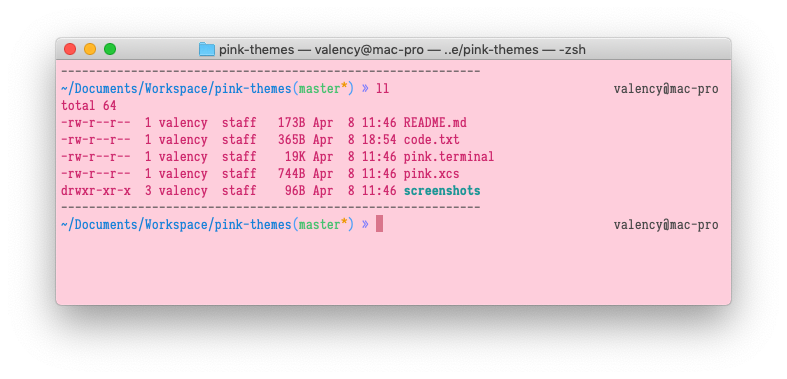 pink-themes — valency@mac-pro — ..e/pink-themes — -zsh
------------------------------------------------------------
~/Documents/Workspace/pink-themes(master*) » ll valency@mac-pro
total 64
-rw-r--r-- 1 valency staff 173B Apr 8 11:46 README.md
-rw-r--r-- 1 valency staff 365B Apr 8 18:54 code.txt
-rw-r--r-- 1 valency staff 19K Apr 8 11:46 pink.terminal
-rw-r--r-- 1 valency staff 744B Apr 8 11:46 pink.xcs
drwxr-xr-x 3 valency staff 96B Apr 8 11:46 screenshots
------------------------------------------------------------
~/Documents/Workspace/pink-themes(master*) » valency@mac-pro